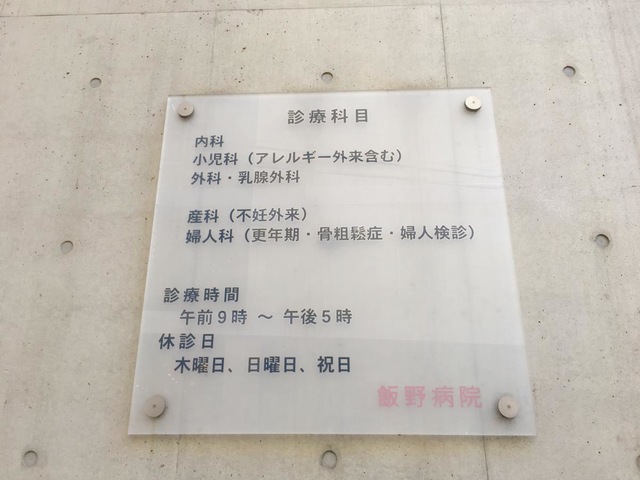 診療科目
内科
小児科（アレルギー外来含む）
外科・乳腺外科
産科（不妊外来）
婦人科（更年期・骨粗鬆症・婦人検診）
診療時間
午前９時 ～ 午後５時
休診日
木曜日、日曜日、祝日
飯野病院